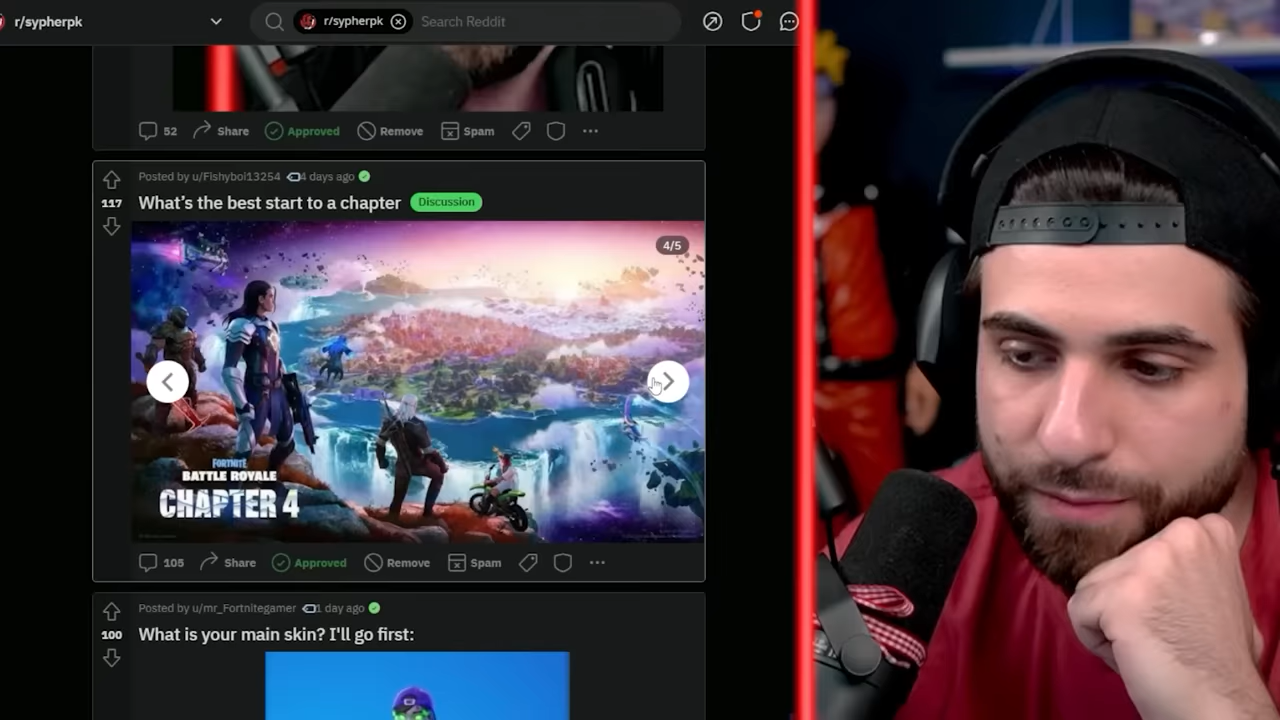 r/sypherpk
r/sypherpk
Search Reddit
52
Share
Approved
Remove
Spam
Posted by u/Fishyboi13254
4 days ago
117
What's the best start to a chapter
Discussion
4/5
FORTNITE
BATTLE ROYALE
CHAPTER 4
105
Share
Approved
Remove
Spam
Posted by u/mr_Fortnitegamer
1 day ago
100
What is your main skin? I'll go first: